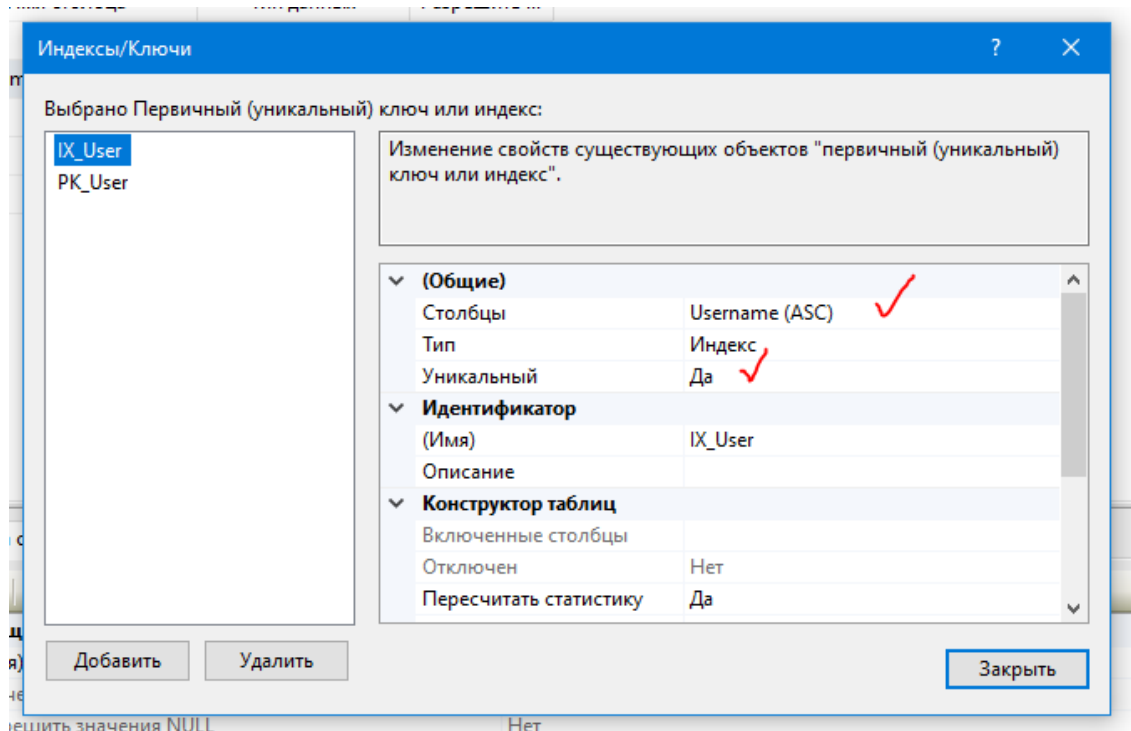 Индексы/Ключи ?
Выбрано Первичный (уникальный) ключ или индекс:
IX_User
PK_User
Изменение свойств существующих объектов "первичный (уникальный)
ключ или индекс".
(Общие)
Столбцы Username (ASC)
Тип Индекс
Уникальный Да
Идентификатор
(Имя) IX_User
Описание
Конструктор таблиц
Включенные столбцы
Отключен Нет
Пересчитать статистику Да
Добавить Удалить
Закрыть
значения NULL Нет